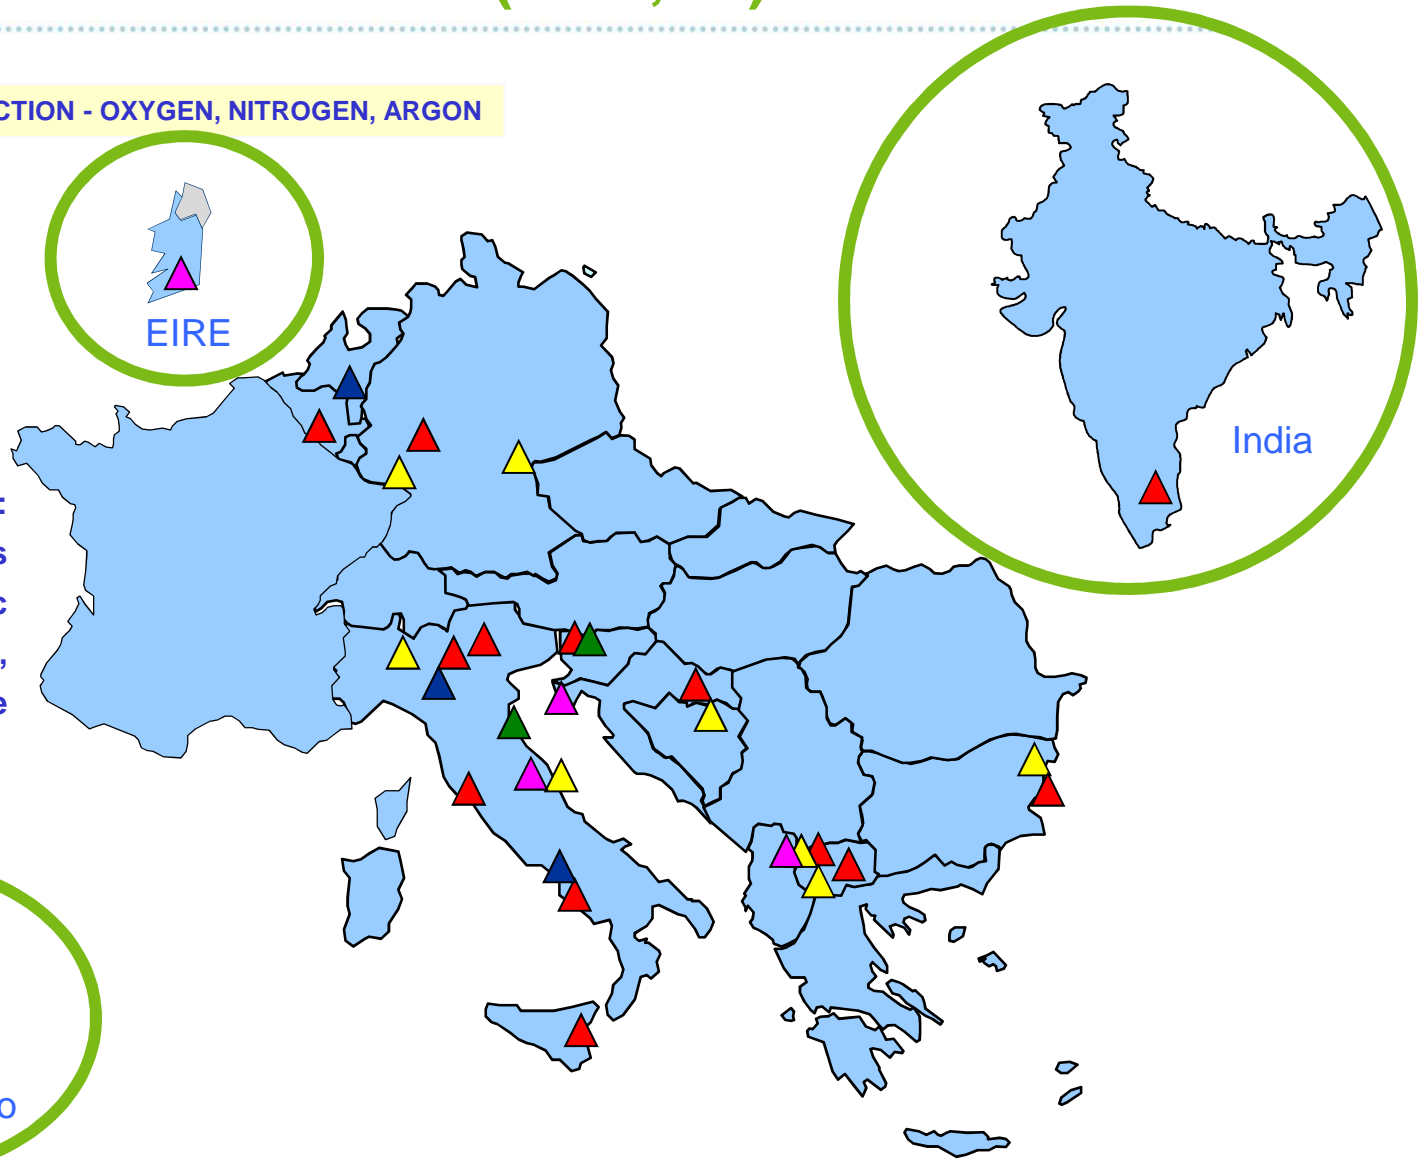 CTION - OXYGEN, NITROGEN, ARGON
EIRE
India
:
s
c
,
e
o